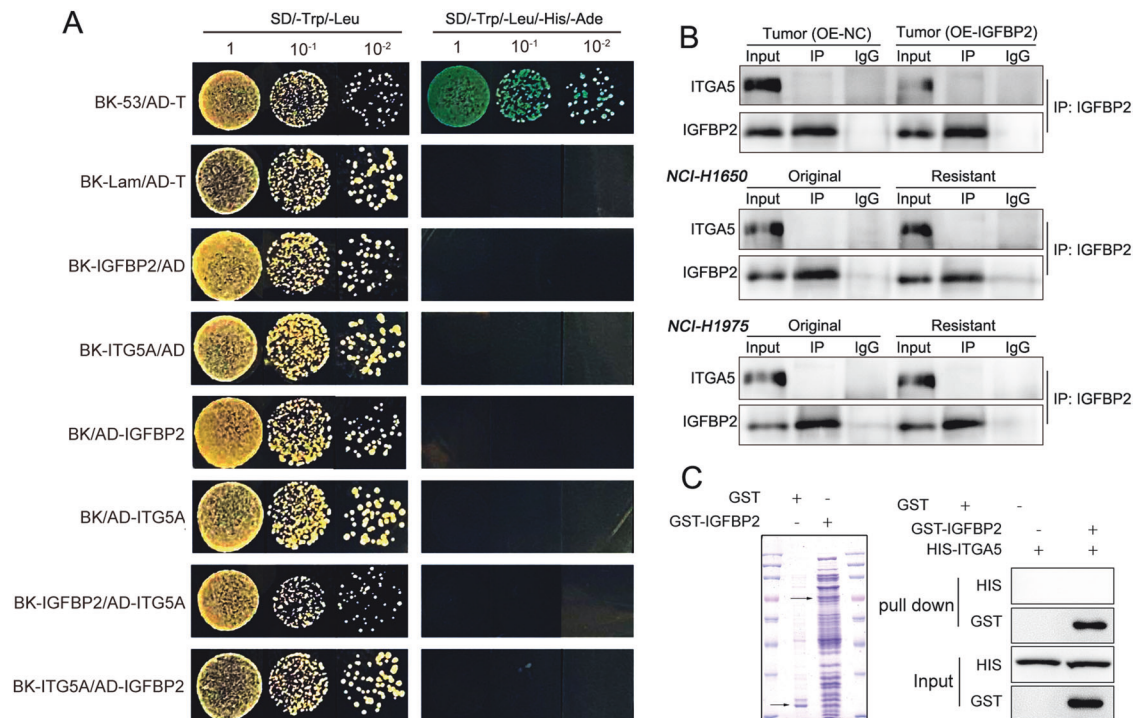 A
SD/-Trp/-Leu
SD/-Trp/-Leu/-His/-Ade
1 10⁻¹ 10⁻² 1 10⁻¹ 10⁻²
BK-53/AD-T
BK-Lam/AD-T
BK-IGFBP2/AD
BK-ITG5A/AD
BK/AD-IGFBP2
BK/AD-ITG5A
BK-IGFBP2/AD-ITG5A
BK-ITG5A/AD-IGFBP2
B
Tumor (OE-NC) Tumor (OE-IGFBP2)
Input IP IgG Input IP IgG
ITGA5
IGFBP2
IP: IGFBP2
NCI-H1650 Original Resistant
Input IP IgG Input IP IgG
ITGA5
IGFBP2
IP: IGFBP2
NCI-H1975 Original Resistant
Input IP IgG Input IP IgG
ITGA5
IGFBP2
IP: IGFBP2
C
GST + -
GST-IGFBP2 - +
GST + -
GST-IGFBP2 - +
HIS-ITGA5 + +
pull down
HIS
GST
Input
HIS
GST